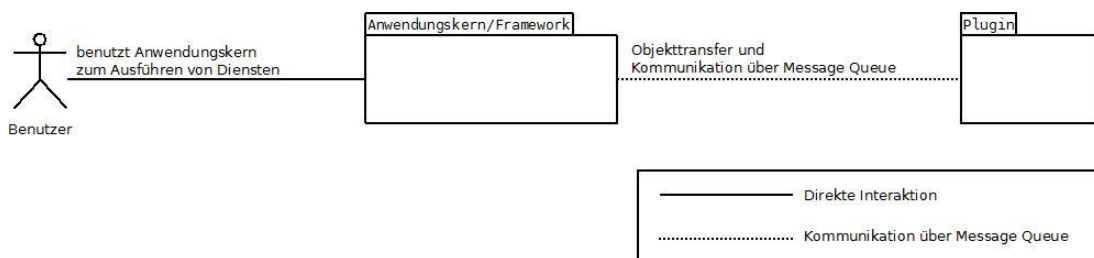 Anwendungskern/Framework
Plugin
benutzt Anwendungskern
zum Ausführen von Diensten
Objekttransfer und
Kommunikation über Message Queue
Benutzer
Direkte Interaktion
Kommunikation über Message Queue